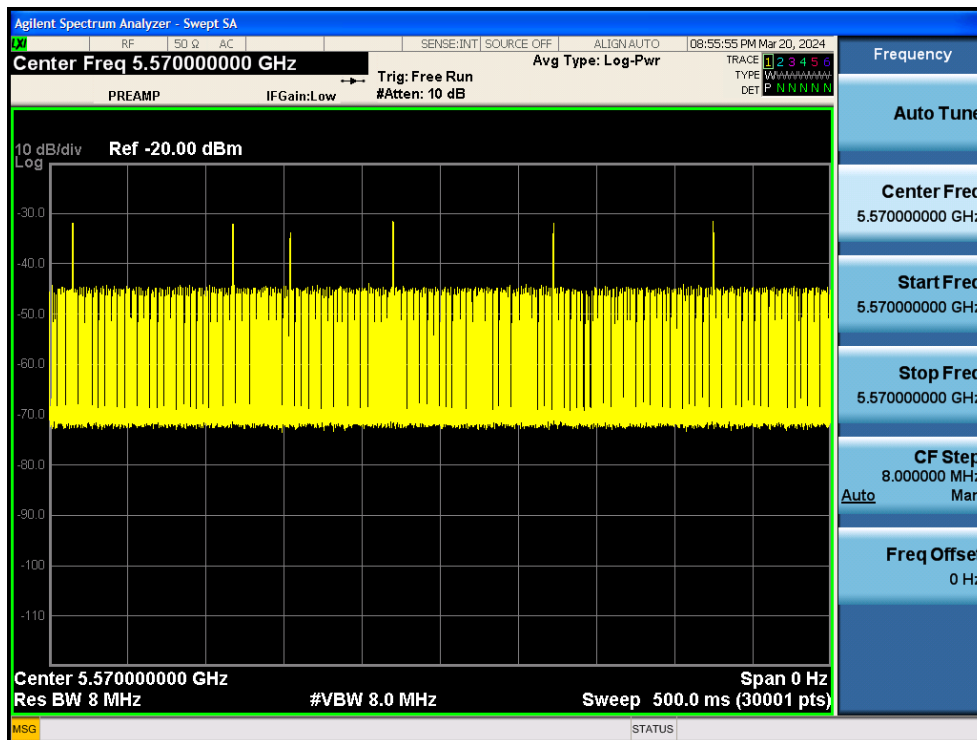 Agilent Spectrum Analyzer - Swept SA
LXI RF 50 Ω AC SENSE:INT SOURCE OFF ALIGN AUTO 08:55:55 PM Mar 20, 2024
Center Freq 5.570000000 GHz
Avg Type: Log-Pwr
TRACE 1 2 3 4 5 6
TYPE W
DET P N N N N N
PREAMP
IFGain:Low
Trig: Free Run
#Atten: 10 dB
10 dB/div
Log
Ref -20.00 dBm
-30.0
-40.0
-50.0
-60.0
-70.0
-80.0
-90.0
-100
-110
Center 5.570000000 GHz
Span 0 Hz
Res BW 8 MHz
#VBW 8.0 MHz
Sweep 500.0 ms (30001 pts)
MSG
STATUS
Frequency
Auto Tune
Center Freq
5.570000000 GHz
Start Freq
5.570000000 GHz
Stop Freq
5.570000000 GHz
CF Step
8.000000 MHz
Auto Man
Freq Offset
0 Hz